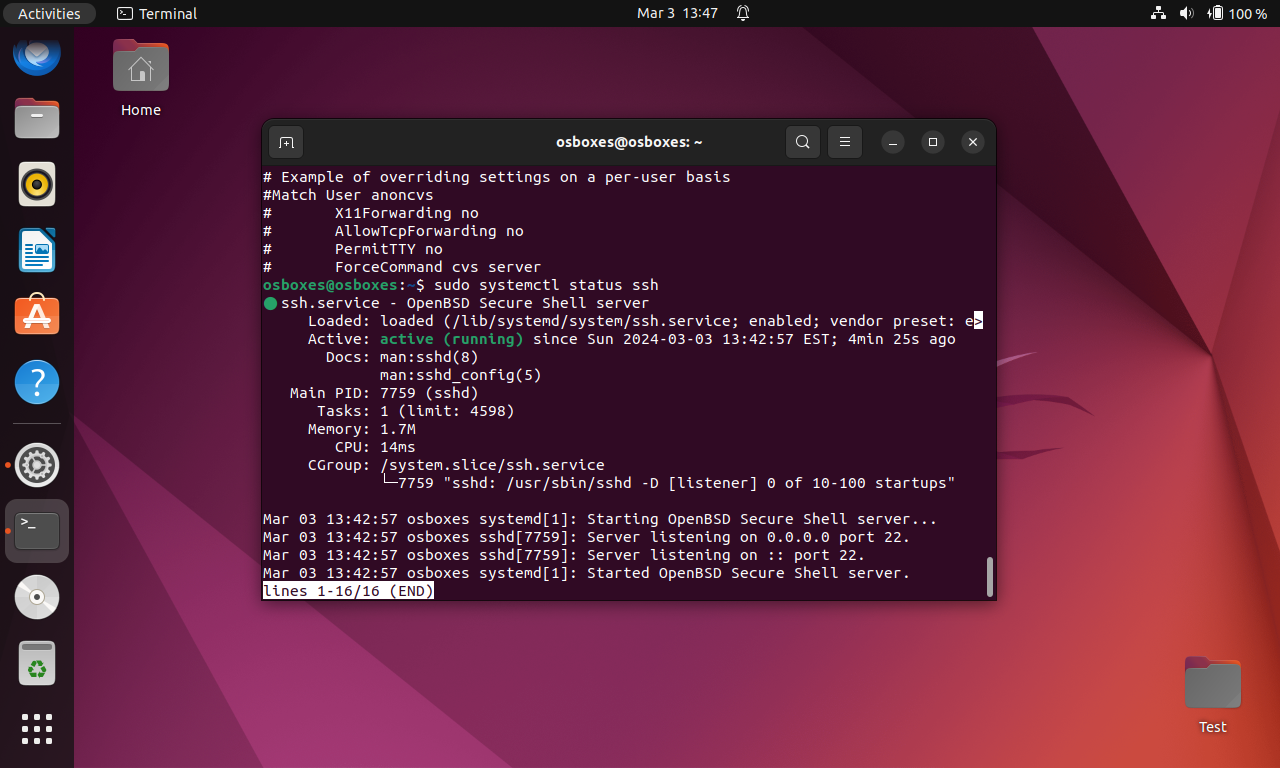 Activities
Terminal
Mar 3 13:47
100 %
Home
osboxes@osboxes: ~
# Example of overriding settings on a per-user basis
#Match User anoncvs
#       X11Forwarding no
#       AllowTcpForwarding no
#       PermitTTY no
#       ForceCommand cvs server
osboxes@osboxes:~$ sudo systemctl status ssh
● ssh.service - OpenBSD Secure Shell server
     Loaded: loaded (/lib/systemd/system/ssh.service; enabled; vendor preset: e>
     Active: active (running) since Sun 2024-03-03 13:42:57 EST; 4min 25s ago
       Docs: man:sshd(8)
             man:sshd_config(5)
   Main PID: 7759 (sshd)
      Tasks: 1 (limit: 4598)
     Memory: 1.7M
        CPU: 14ms
     CGroup: /system.slice/ssh.service
             └─7759 "sshd: /usr/sbin/sshd -D [listener] 0 of 10-100 startups"
Mar 03 13:42:57 osboxes systemd[1]: Starting OpenBSD Secure Shell server...
Mar 03 13:42:57 osboxes sshd[7759]: Server listening on 0.0.0.0 port 22.
Mar 03 13:42:57 osboxes sshd[7759]: Server listening on :: port 22.
Mar 03 13:42:57 osboxes systemd[1]: Started OpenBSD Secure Shell server.
lines 1-16/16 (END)
Test